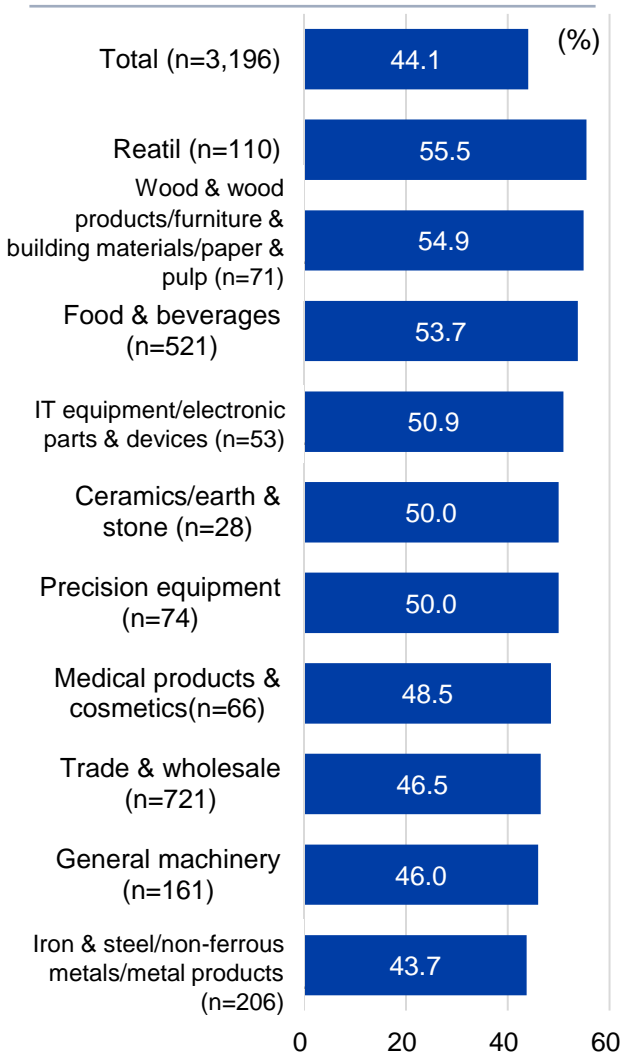 (%)
Total (n=3,196)
44.1
Reatil (n=110)
55.5
Wood & wood
products/furniture &
building materials/paper &
pulp (n=71)
54.9
Food & beverages
(n=521)
53.7
IT equipment/electronic
parts & devices (n=53)
50.9
Ceramics/earth &
stone (n=28)
50.0
Precision equipment
(n=74)
50.0
Medical products &
cosmetics(n=66)
48.5
Trade & wholesale
(n=721)
46.5
General machinery
(n=161)
46.0
Iron & steel/non-ferrous
metals/metal products
(n=206)
43.7
0 20 40 60